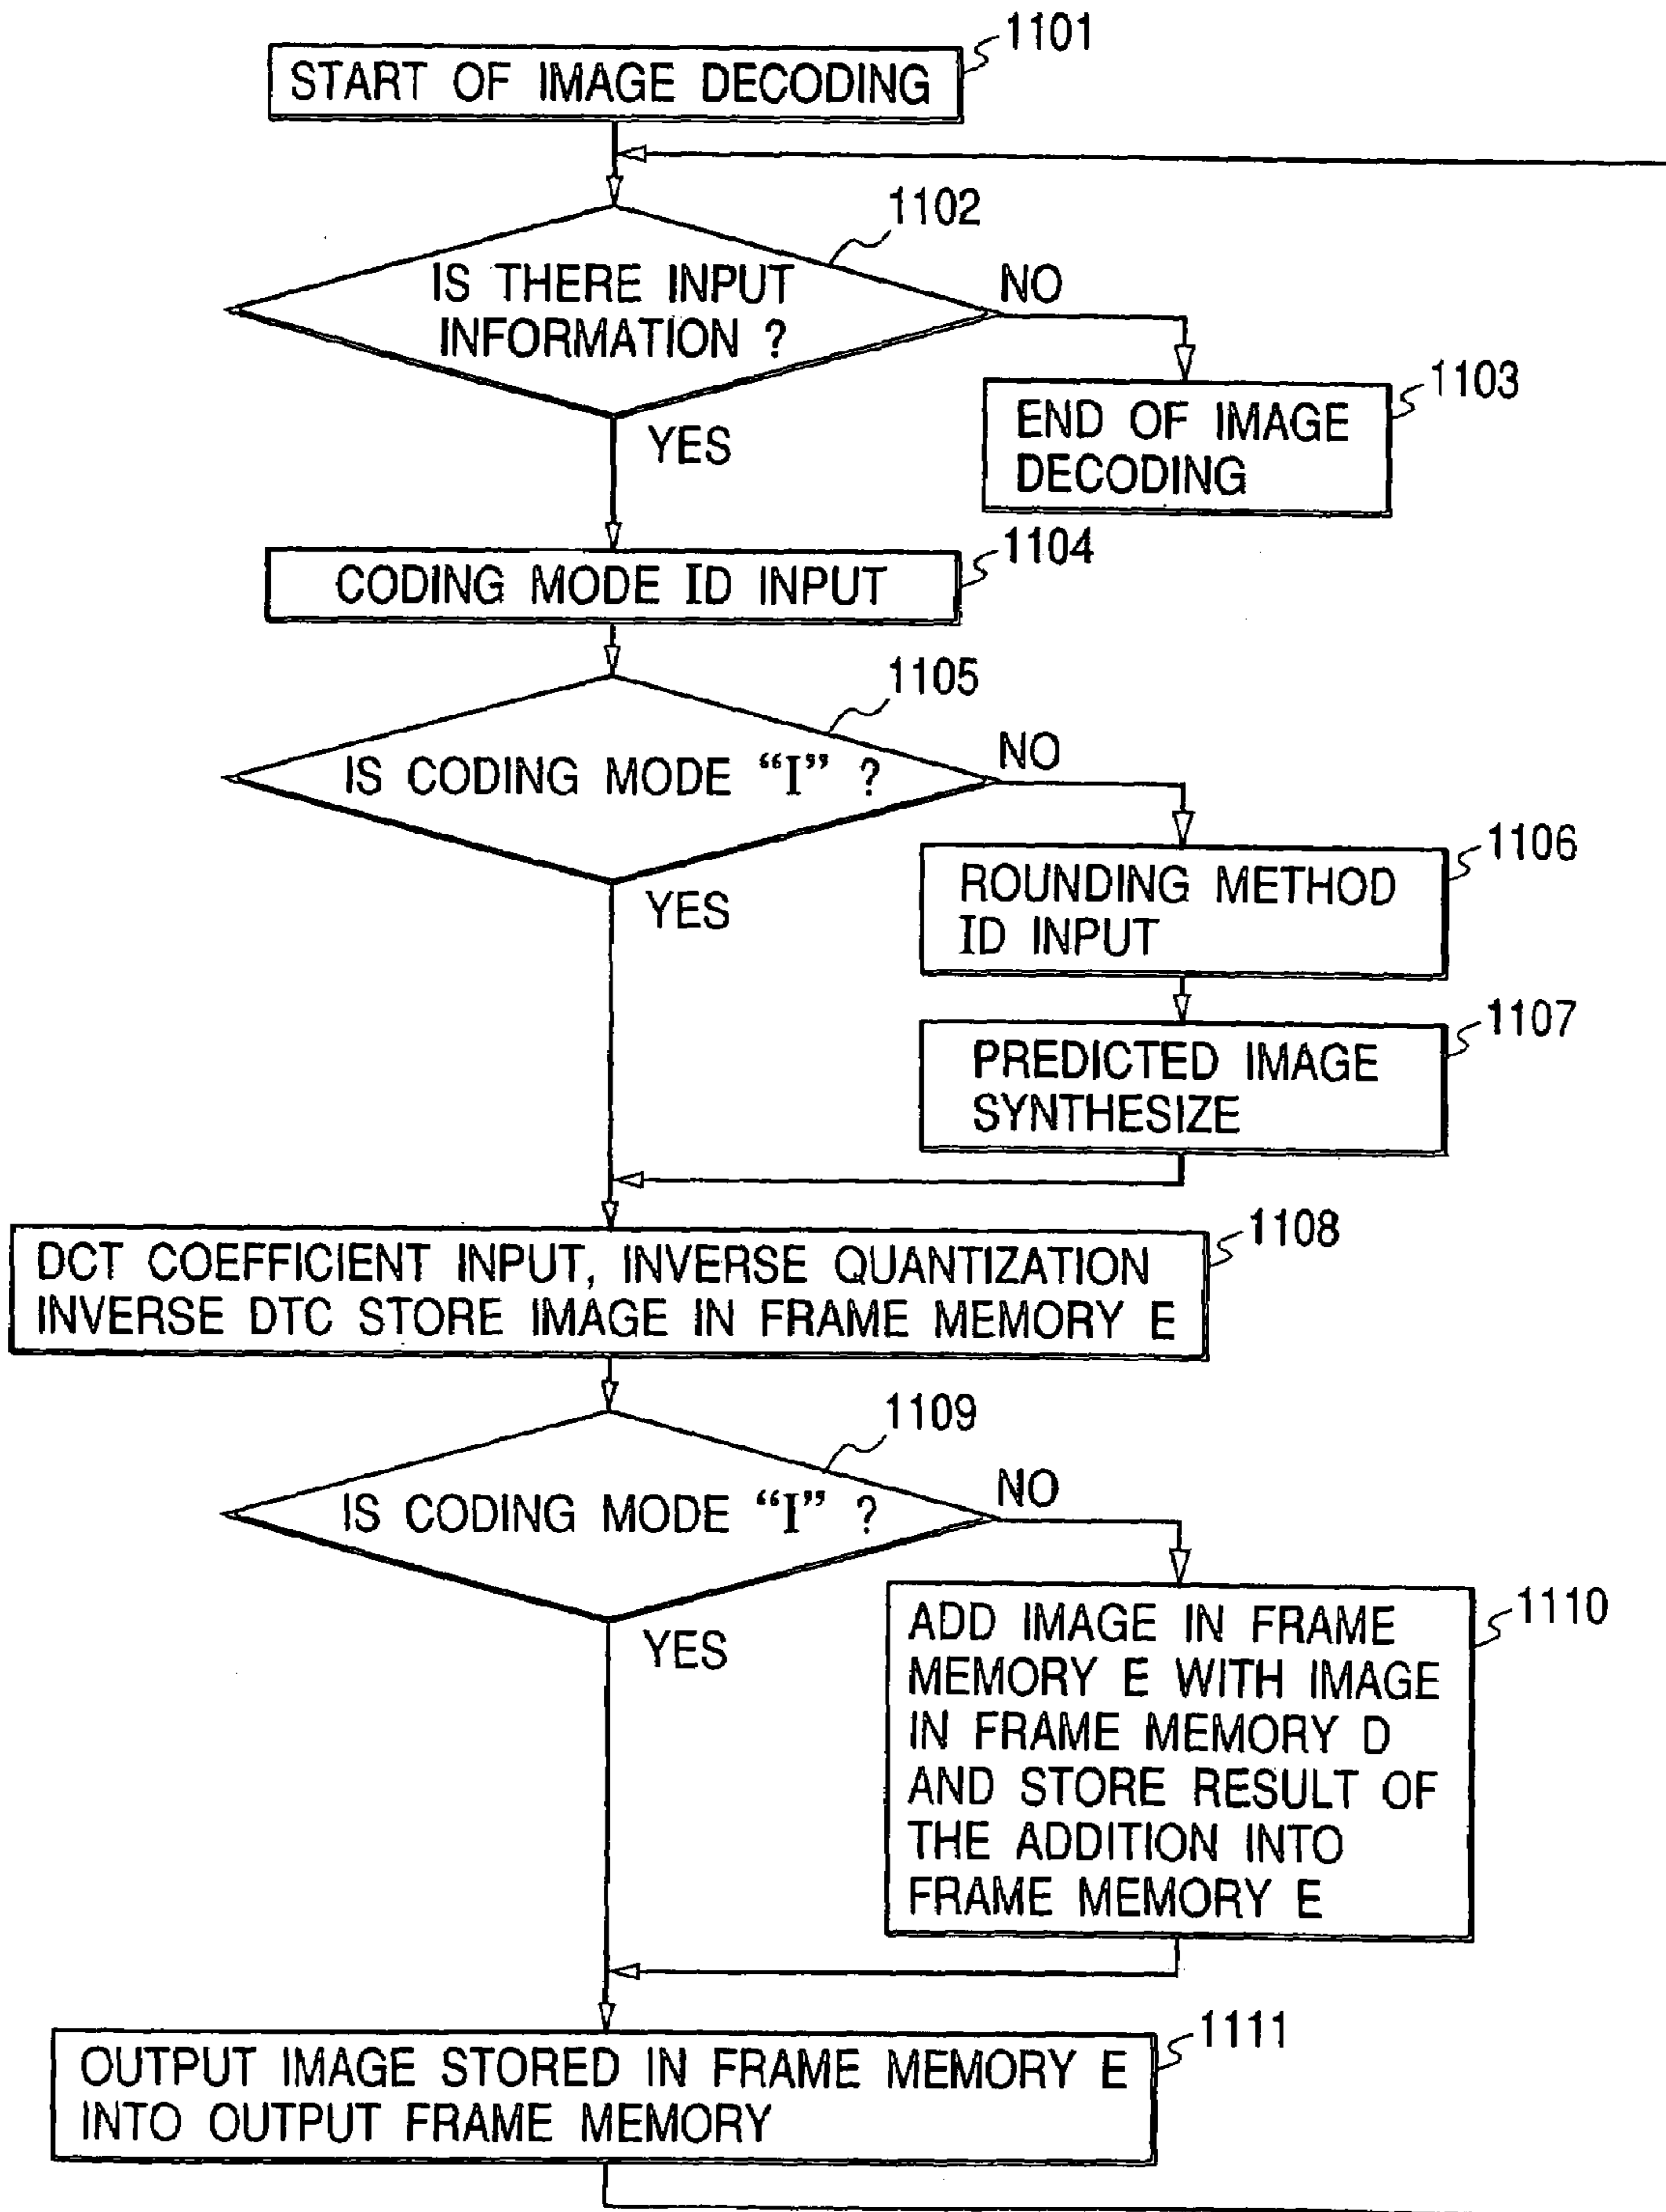 1101
START OF IMAGE DECODING
1102
IS THERE INPUT
INFORMATION ?
NO
YES
1103
END OF IMAGE
DECODING
1104
CODING MODE ID INPUT
1105
IS CODING MODE “I” ?
NO
YES
1106
ROUNDING METHOD
ID INPUT
1107
PREDICTED IMAGE
SYNTHESIZE
1108
DCT COEFFICIENT INPUT, INVERSE QUANTIZATION
INVERSE DTC STORE IMAGE IN FRAME MEMORY E
1109
IS CODING MODE “I” ?
NO
YES
1110
ADD IMAGE IN FRAME
MEMORY E WITH IMAGE
IN FRAME MEMORY D
AND STORE RESULT OF
THE ADDITION INTO
FRAME MEMORY E
1111
OUTPUT IMAGE STORED IN FRAME MEMORY E
INTO OUTPUT FRAME MEMORY